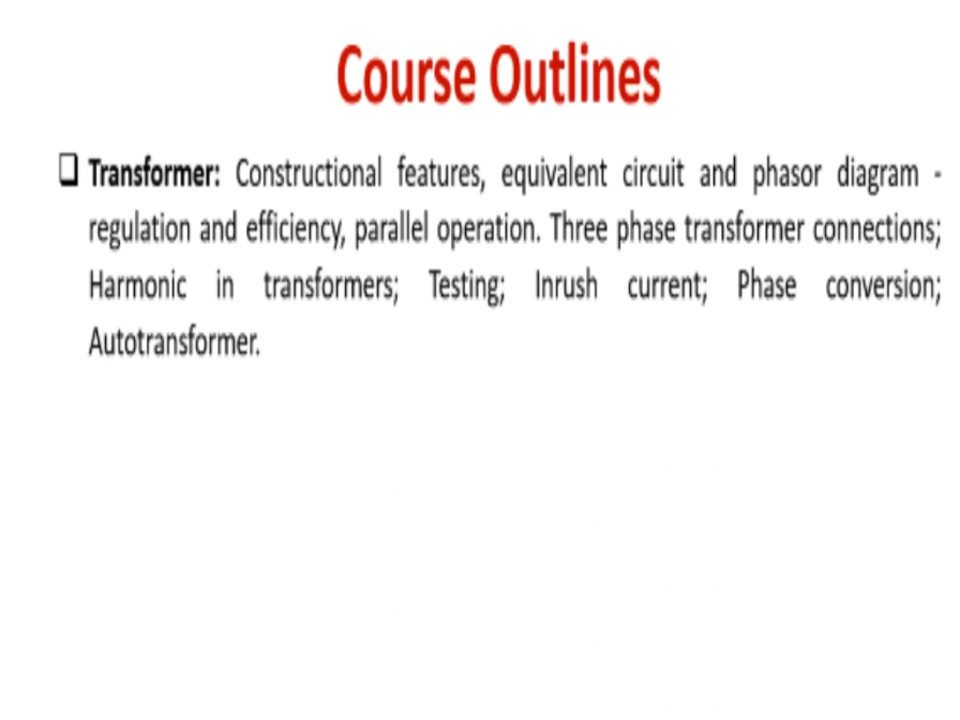 Course Outlines
❑ Transformer: Constructional features, equivalent circuit and phasor diagram -
regulation and efficiency, parallel operation. Three phase transformer connections;
Harmonic in transformers; Testing; Inrush current; Phase conversion;
Autotransformer.